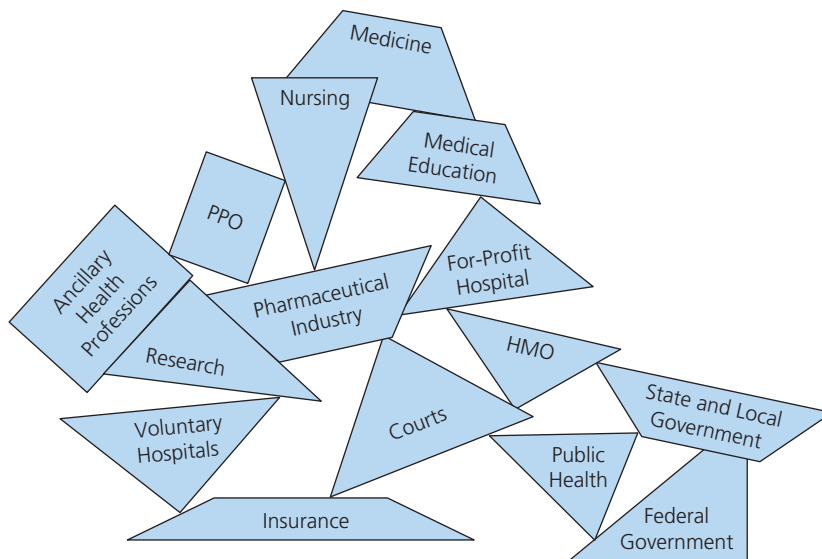 Medicine
Nursing
Medical
Education
PPO
Ancillary
Health
Professions
For-Profit
Hospital
Pharmaceutical
Industry
Research
HMO
State and Local
Government
Courts
Voluntary
Hospitals
Public
Health
Insurance
Federal
Government